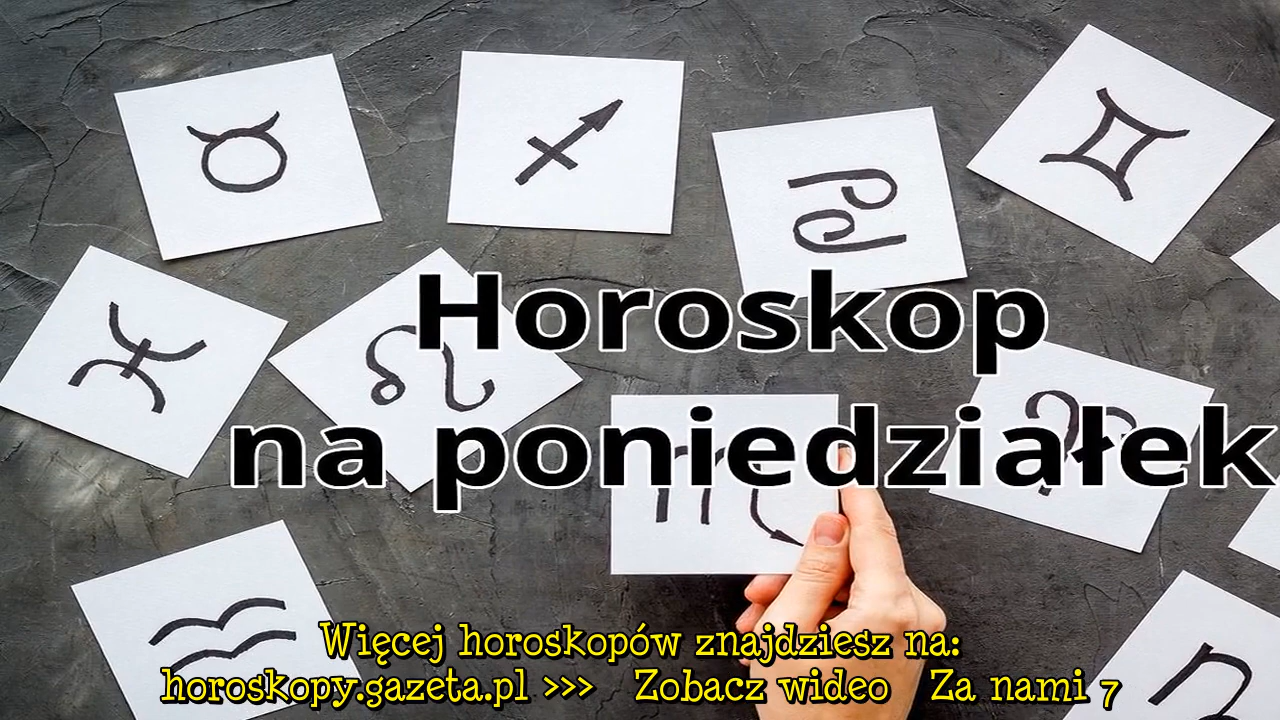 Horoskop
na poniedziałek
Więcej horoskopów znajdziesz na:
horoskopy.gazeta.pl >>> Zobacz wideo Za nami 7